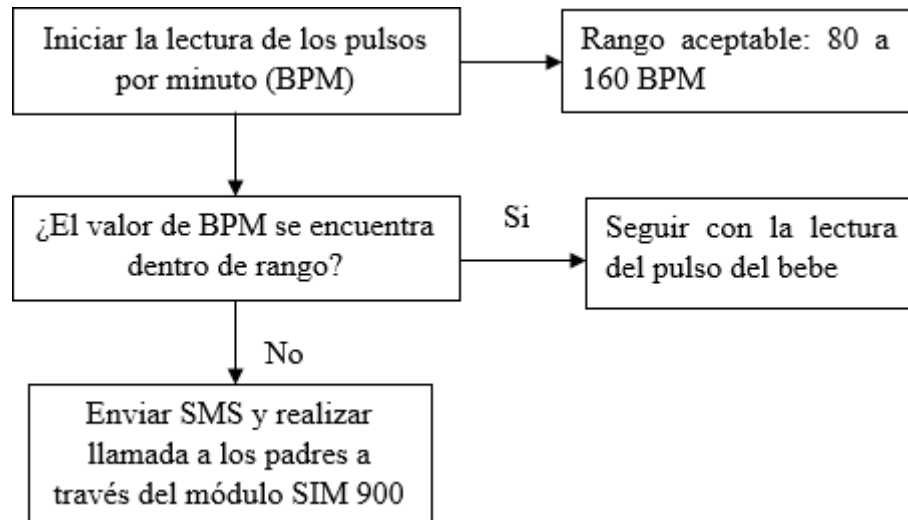 Iniciar la lectura de los pulsos
por minuto (BPM)
Rango aceptable: 80 a
160 BPM
¿El valor de BPM se encuentra
dentro de rango?
Si
Seguir con la lectura
del pulso del bebe
No
Enviar SMS y realizar
llamada a los padres a
través del módulo SIM 900